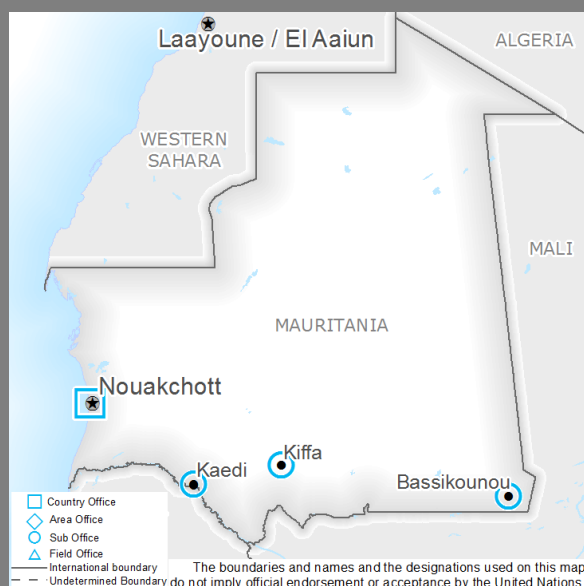 Laayoune / El Aaiun
ALGERIA
WESTERN
SAHARA
MALI
MAURITANIA
Nouakchott
Kiffa
Kaedi
Bassikounou
Country Office
Area Office
Sub Office
Field Office
International boundary
Undetermined Boundary
The boundaries and names and the designations used on this map
do not imply official endorsement or acceptance by the United Nations